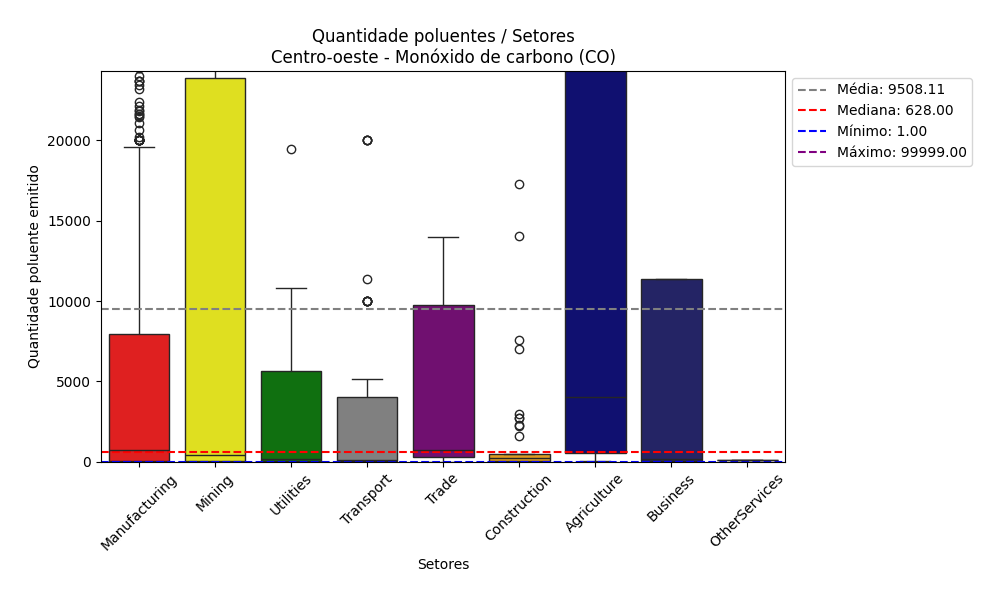 Quantidade poluentes / Setores
Centro-oeste - Monóxido de carbono (CO)
Média: 9508.11
Mediana: 628.00
Mínimo: 1.00
Máximo: 99999.00
Quantidade poluente emitido
20000
15000
10000
5000
0
Manufacturing
Mining
Utilities
Transport
Trade
Construction
Agriculture
Business
OtherServices
Setores